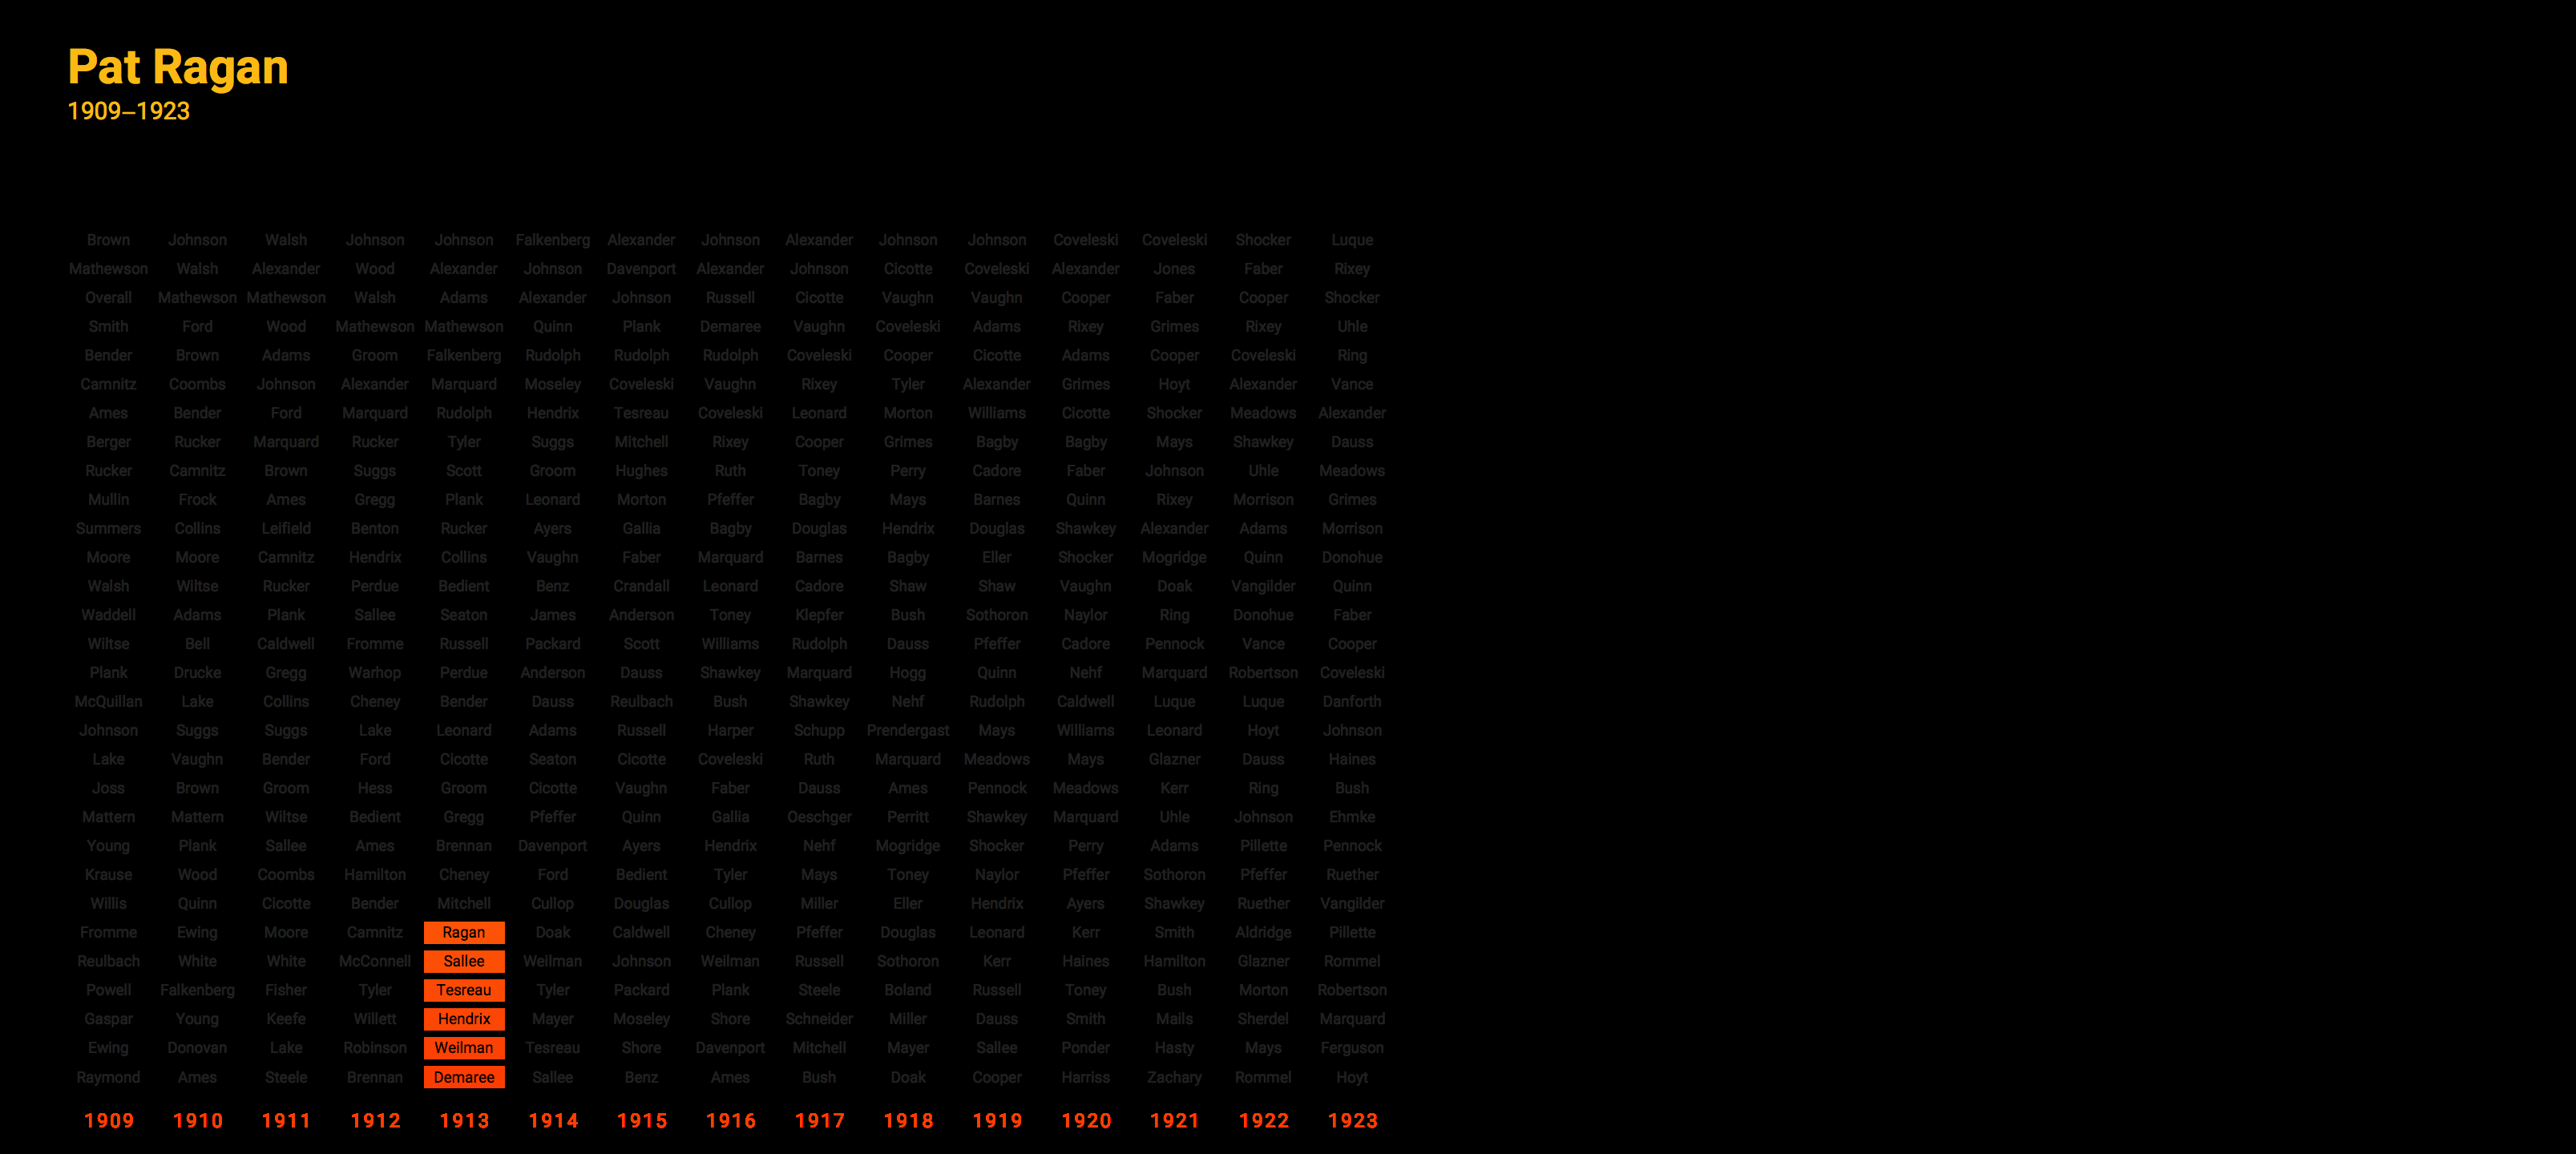 Pat Ragan
1909–1923
Brown Johnson Walsh Johnson Johnson Falkenberg Alexander Johnson Alexander Johnson Johnson Coveleski Coveleski Shocker Luque
Mathewson Walsh Alexander Wood Alexander Johnson Davenport Alexander Johnson Cicotte Coveleski Alexander Jones Faber Rixey
Overall Mathewson Mathewson Walsh Adams Alexander Johnson Russell Cicotte Vaughn Vaughn Cooper Faber Cooper Shocker
Smith Ford Wood Mathewson Mathewson Quinn Plank Demaree Vaughn Coveleski Adams Rixey Grimes Rixey Uhle
Bender Brown Adams Groom Falkenberg Rudolph Rudolph Rudolph Coveleski Cooper Cicotte Adams Cooper Coveleski Ring
Camnitz Coombs Johnson Alexander Marquard Moseley Coveleski Vaughn Rixey Tyler Alexander Grimes Hoyt Alexander Vance
Ames Bender Ford Marquard Rudolph Hendrix Tesreau Coveleski Leonard Morton Williams Cicotte Shocker Meadows Alexander
Berger Rucker Marquard Rucker Tyler Suggs Mitchell Rixey Cooper Grimes Bagby Bagby Mays Shawkey Dauss
Rucker Camnitz Brown Suggs Scott Groom Hughes Ruth Toney Perry Cadore Faber Johnson Uhle Meadows
Mullin Frock Ames Gregg Plank Leonard Morton Pfeffer Bagby Mays Barnes Quinn Rixey Morrison Grimes
Summers Collins Leifield Benton Rucker Ayers Gallia Bagby Douglas Hendrix Douglas Shawkey Alexander Adams Morrison
Moore Moore Camnitz Hendrix Collins Vaughn Faber Marquard Barnes Bagby Eller Shocker Mogridge Quinn Donohue
Walsh Wiltse Rucker Perdue Bedient Benz Crandall Leonard Cadore Shaw Shaw Vaughn Doak Vangilder Quinn
Waddell Adams Plank Sallee Seaton James Anderson Toney Klepfer Bush Sothoron Naylor Ring Donohue Faber
Wiltse Bell Caldwell Fromme Russell Packard Scott Williams Rudolph Dauss Pfeffer Cadore Pennock Vance Cooper
Plank Drucke Gregg Warhop Perdue Anderson Dauss Shawkey Marquard Hogg Quinn Nehf Marquard Robertson Coveleski
McQuillan Lake Collins Cheney Bender Dauss Reulbach Bush Shawkey Nehf Rudolph Caldwell Luque Luque Danforth
Johnson Suggs Suggs Lake Leonard Adams Russell Harper Schupp Prendergast Mays Williams Leonard Hoyt Johnson
Lake Vaughn Bender Ford Cicotte Seaton Cicotte Coveleski Ruth Marquard Meadows Mays Glazner Dauss Haines
Joss Brown Groom Hess Groom Cicotte Vaughn Faber Dauss Ames Pennock Meadows Kerr Ring Bush
Mattern Mattern Wiltse Bedient Gregg Pfeffer Quinn Gallia Oeschger Perritt Shawkey Marquard Uhle Johnson Ehmke
Young Plank Sallee Ames Brennan Davenport Ayers Hendrix Nehf Mogridge Shocker Perry Adams Pillette Pennock
Krause Wood Coombs Hamilton Cheney Ford Bedient Tyler Mays Toney Naylor Pfeffer Sothoron Pfeffer Ruether
Willis Quinn Cicotte Bender Mitchell Cullop Douglas Cullop Miller Eller Hendrix Ayers Shawkey Ruether Vangilder
Fromme Ewing Moore Camnitz Ragan Doak Caldwell Cheney Pfeffer Douglas Leonard Kerr Smith Aldridge Pillette
Reulbach White White McConnell Sallee Weilman Johnson Weilman Russell Sothoron Kerr Haines Hamilton Glazner Rommel
Powell Falkenberg Fisher Tyler Tesreau Tyler Packard Plank Steele Boland Russell Toney Bush Morton Robertson
Gaspar Young Keefe Willett Hendrix Mayer Moseley Shore Schneider Miller Dauss Smith Mails Sherdel Marquard
Ewing Donovan Lake Robinson Weilman Tesreau Shore Davenport Mitchell Mayer Sallee Ponder Hasty Mays Ferguson
Raymond Ames Steele Brennan Demaree Sallee Benz Ames Bush Doak Cooper Harriss Zachary Rommel Hoyt
1909 1910 1911 1912 1913 1914 1915 1916 1917 1918 1919 1920 1921 1922 1923